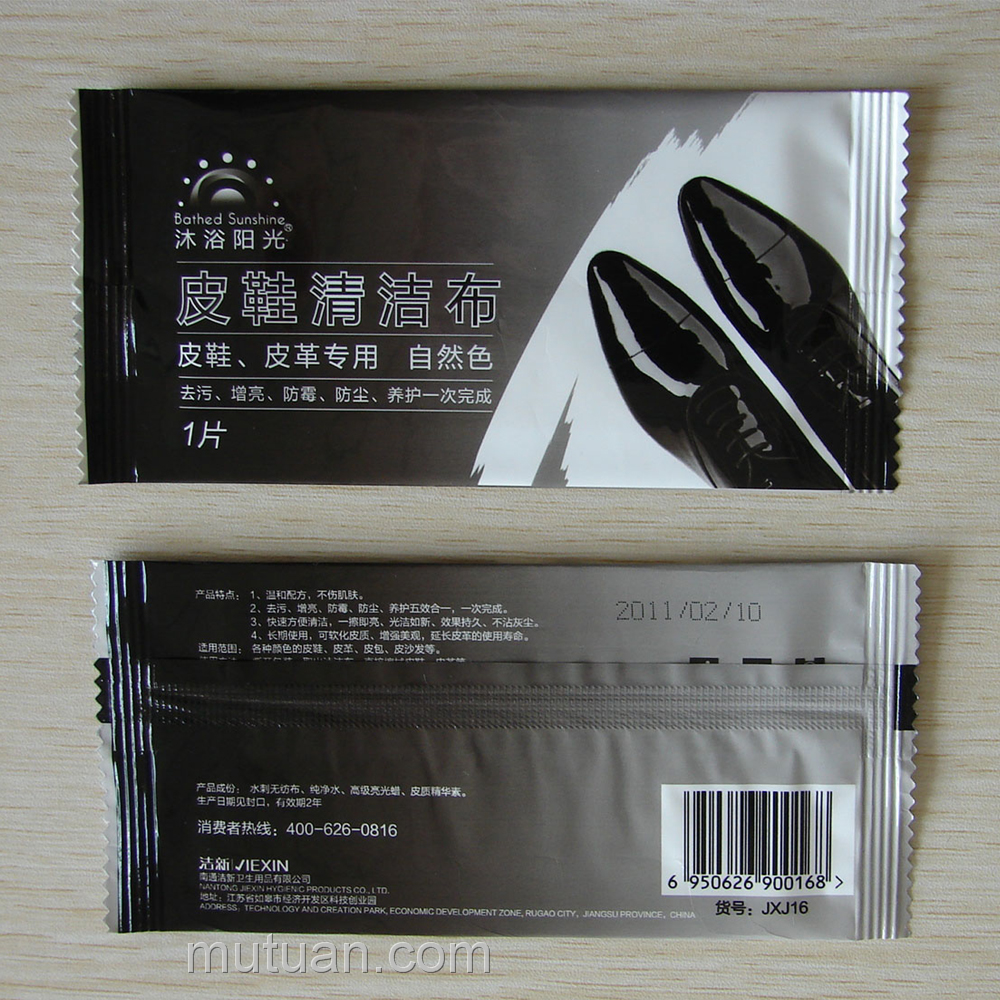 Bathed Sunshine®
沐浴阳光
皮鞋清洁布
皮鞋、皮革专用 自然色
去污、增亮、防霉、防尘、养护一次完成
1片
产品特点：1、温和配方，不伤肌肤。
2、去污、增亮、防霉、防尘、养护五效合一，一次完成。
3、快速方便清洁，一擦即亮，光洁如新、效果持久、不沾灰尘。
4、长期使用，可软化皮质、增强美观，延长皮革的使用寿命。
适用范围：各种颜色的皮鞋、皮革、皮包、皮沙发等。
2011/02/10
产品成份：水刺无纺布、纯净水、高级亮光蜡、皮质精华素。
生产日期见封口，有效期2年
消费者热线：400-626-0816
洁新 JIEXIN
南通洁新卫生用品有限公司
NANTONG JIEXIN HYGIENIC PRODUCTS CO., LTD.
地址：江苏省如皋市经济开发区科技创业园
ADDRESS: TECHNOLOGY AND CREATION PARK, ECONOMIC DEVELOPMENT ZONE, RUGAO CITY, JIANGSU PROVINCE, CHINA
6 950626 900168 >
货号：JXJ16
mutuan.com